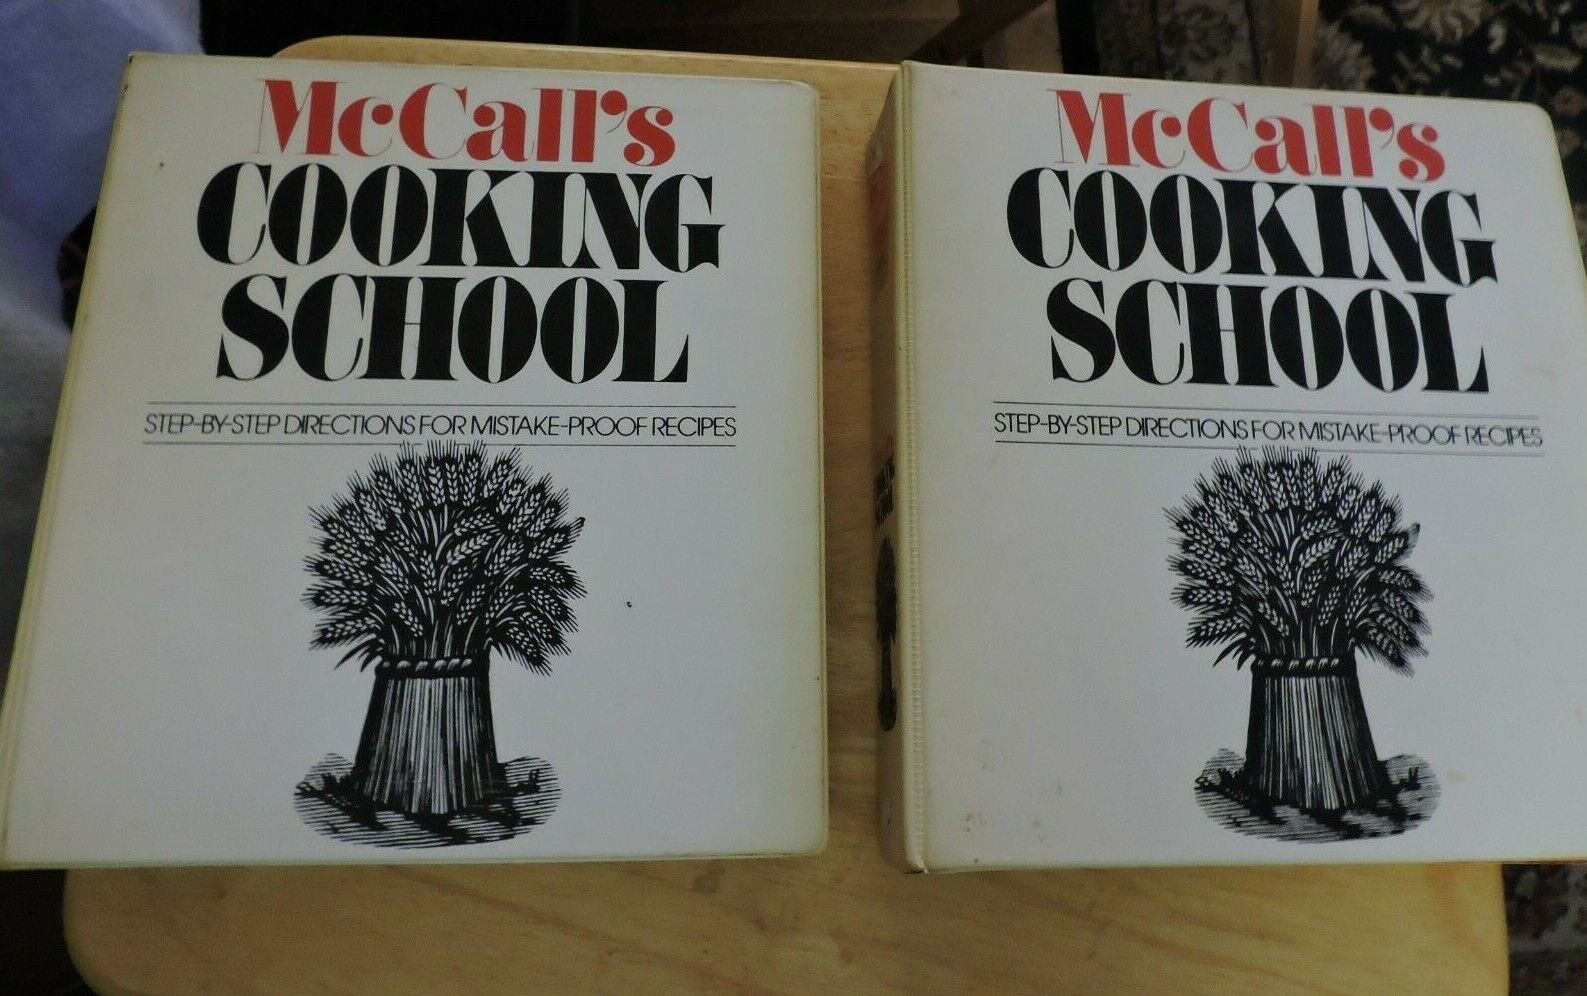 McCall's
COOKING
SCHOOL
STEP-BY-STEP DIRECTIONS FOR MISTAKE-PROOF RECIPES
McCall's
COOKING
SCHOOL
STEP-BY-STEP DIRECTIONS FOR MISTAKE-PROOF RECIPES
SCHOOL